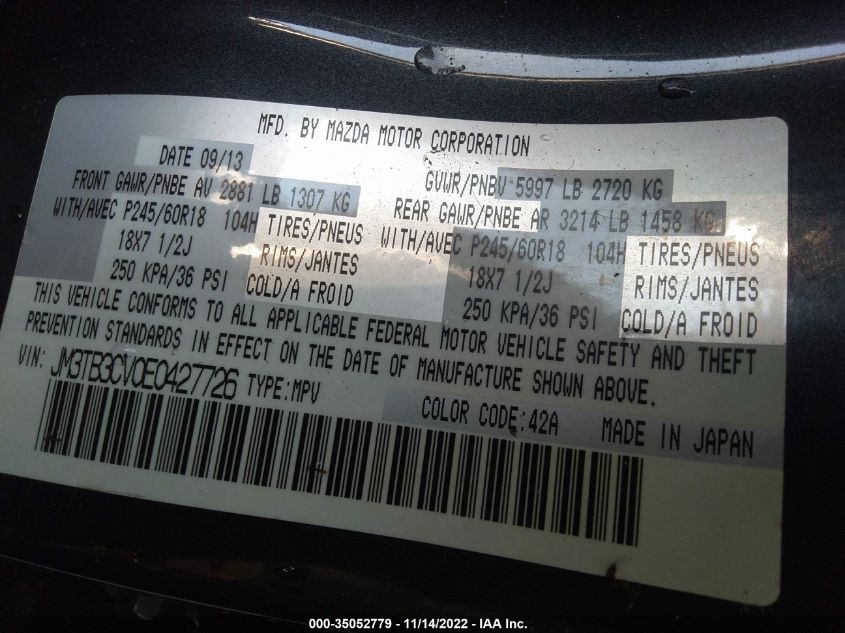 MFD. BY MAZDA MOTOR CORPORATION
DATE 09/13
GVWR/PNBV 5997 LB 2720 KG
FRONT GAWR/PNBE AV 2881 LB 1307 KG
REAR GAWR/PNBE AR 3214 LB 1458 KG
WITH/AVEC P245/60R18 104H TIRES/PNEUS
WITH/AVEC P245/60R18 104H TIRES/PNEUS
18X7 1/2J RIMS/JANTES
18X7 1/2J RIMS/JANTES
250 KPA/36 PSI COLD/A FROID
250 KPA/36 PSI COLD/A FROID
THIS VEHICLE CONFORMS TO ALL APPLICABLE FEDERAL MOTOR VEHICLE SAFETY AND THEFT
PREVENTION STANDARDS IN EFFECT ON THE DATE OF MANUFACTURE SHOWN ABOVE.
VIN: JM3TB3CV0E0427726 TYPE:MPV
COLOR CODE:42A MADE IN JAPAN
000-35052779 - 11/14/2022 - IAA Inc.